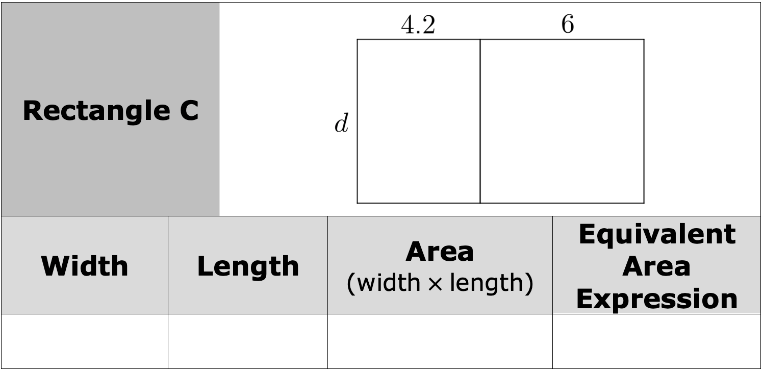 4.2 6
Rectangle C
d
Width
Length
Area
(width × length)
Equivalent
Area
Expression